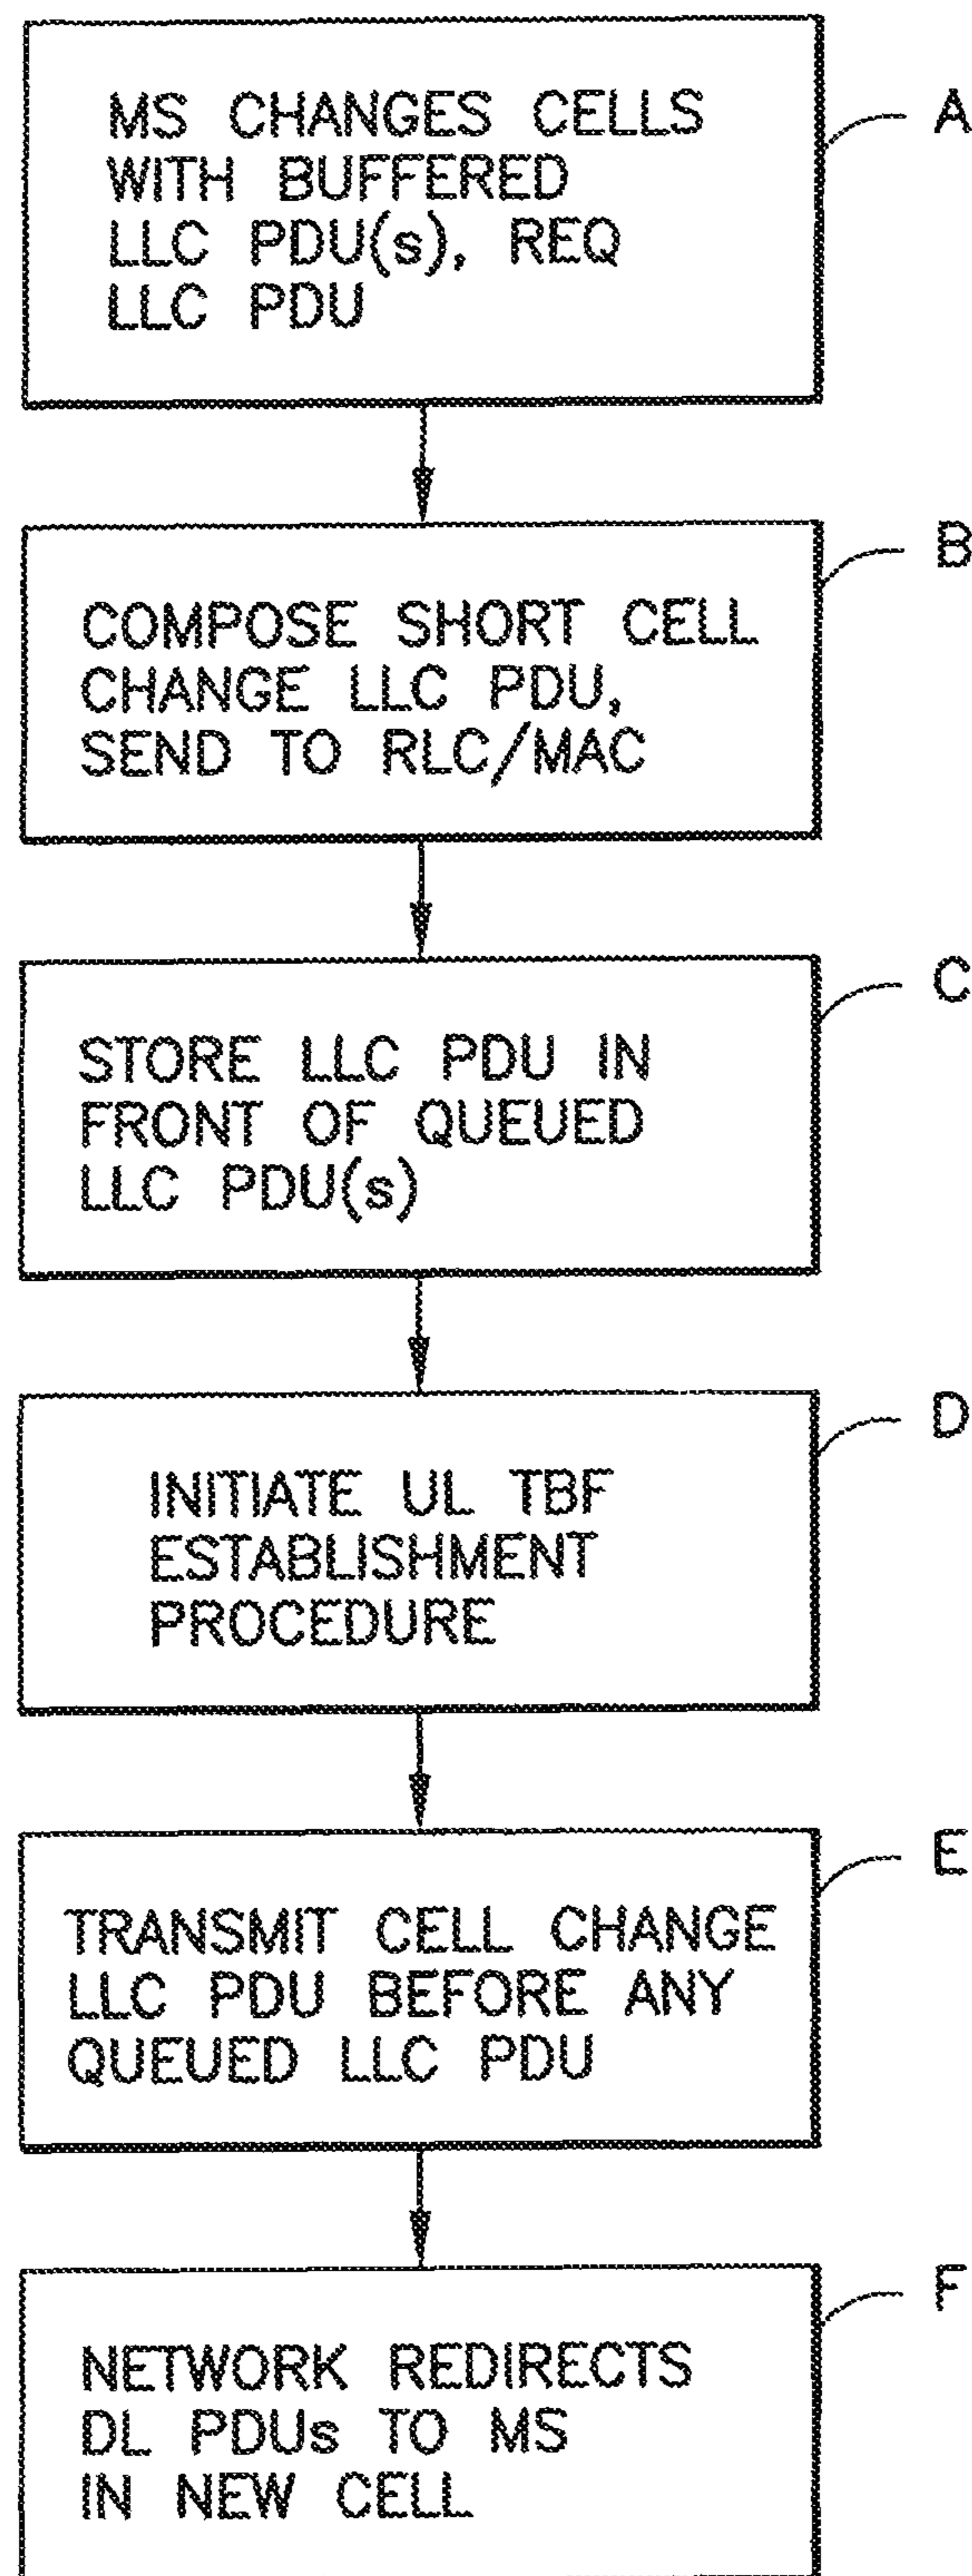 MS CHANGES CELLS
WITH BUFFERED
LLC PDU(s), REQ
LLC PDU
A
COMPOSE SHORT CELL
CHANGE LLC PDU,
SEND TO RLC/MAC
B
STORE LLC PDU IN
FRONT OF QUEUED
LLC PDU(s)
C
INITIATE UL TBF
ESTABLISHMENT
PROCEDURE
D
TRANSMIT CELL CHANGE
LLC PDU BEFORE ANY
QUEUED LLC PDU
E
NETWORK REDIRECTS
DL PDUs TO MS
IN NEW CELL
F